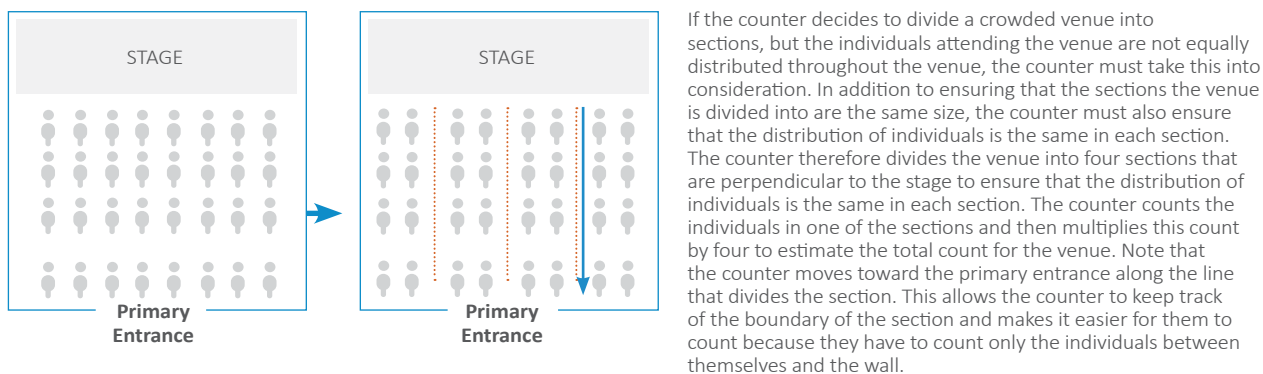 STAGE
Primary
Entrance
STAGE
Primary
Entrance
If the counter decides to divide a crowded venue into
sections, but the individuals attending the venue are not equally
distributed throughout the venue, the counter must take this into
consideration. In addition to ensuring that the sections the venue
is divided into are the same size, the counter must also ensure
that the distribution of individuals is the same in each section.
The counter therefore divides the venue into four sections that
are perpendicular to the stage to ensure that the distribution of
individuals is the same in each section. The counter counts the
individuals in one of the sections and then multiplies this count
by four to estimate the total count for the venue. Note that
the counter moves toward the primary entrance along the line
that divides the section. This allows the counter to keep track
of the boundary of the section and makes it easier for them to
count because they have to count only the individuals between
themselves and the wall.